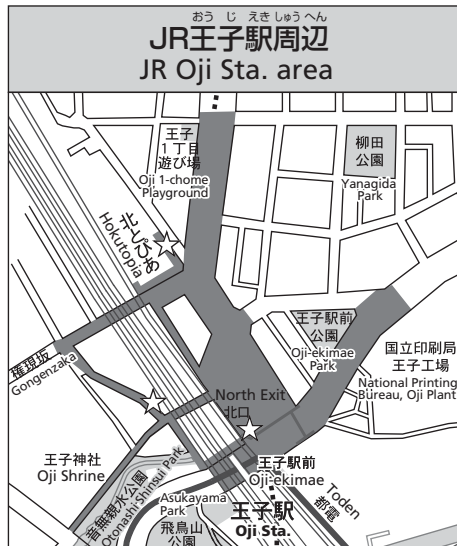 おうじえきしゅうへん
JR王子駅周辺
JR Oji Sta. area
王子
1丁目
遊び場
Oji 1-chome
Playground
柳田
公園
Yanagida
Park
北とぴあ
Hokutopia
権現坂
Gongenzaka
王子駅前
公園
Oji-ekimae
Park
国立印刷局
王子工場
National Printing
Bureau, Oji Plant
North Exit
北口
王子神社
Oji Shrine
音無親水公園
Otonashi-Shinsui Park
王子駅前
Oji-ekimae
Toden
都電
Asukayama
Park
飛鳥山
公園
王子駅
Oji Sta.